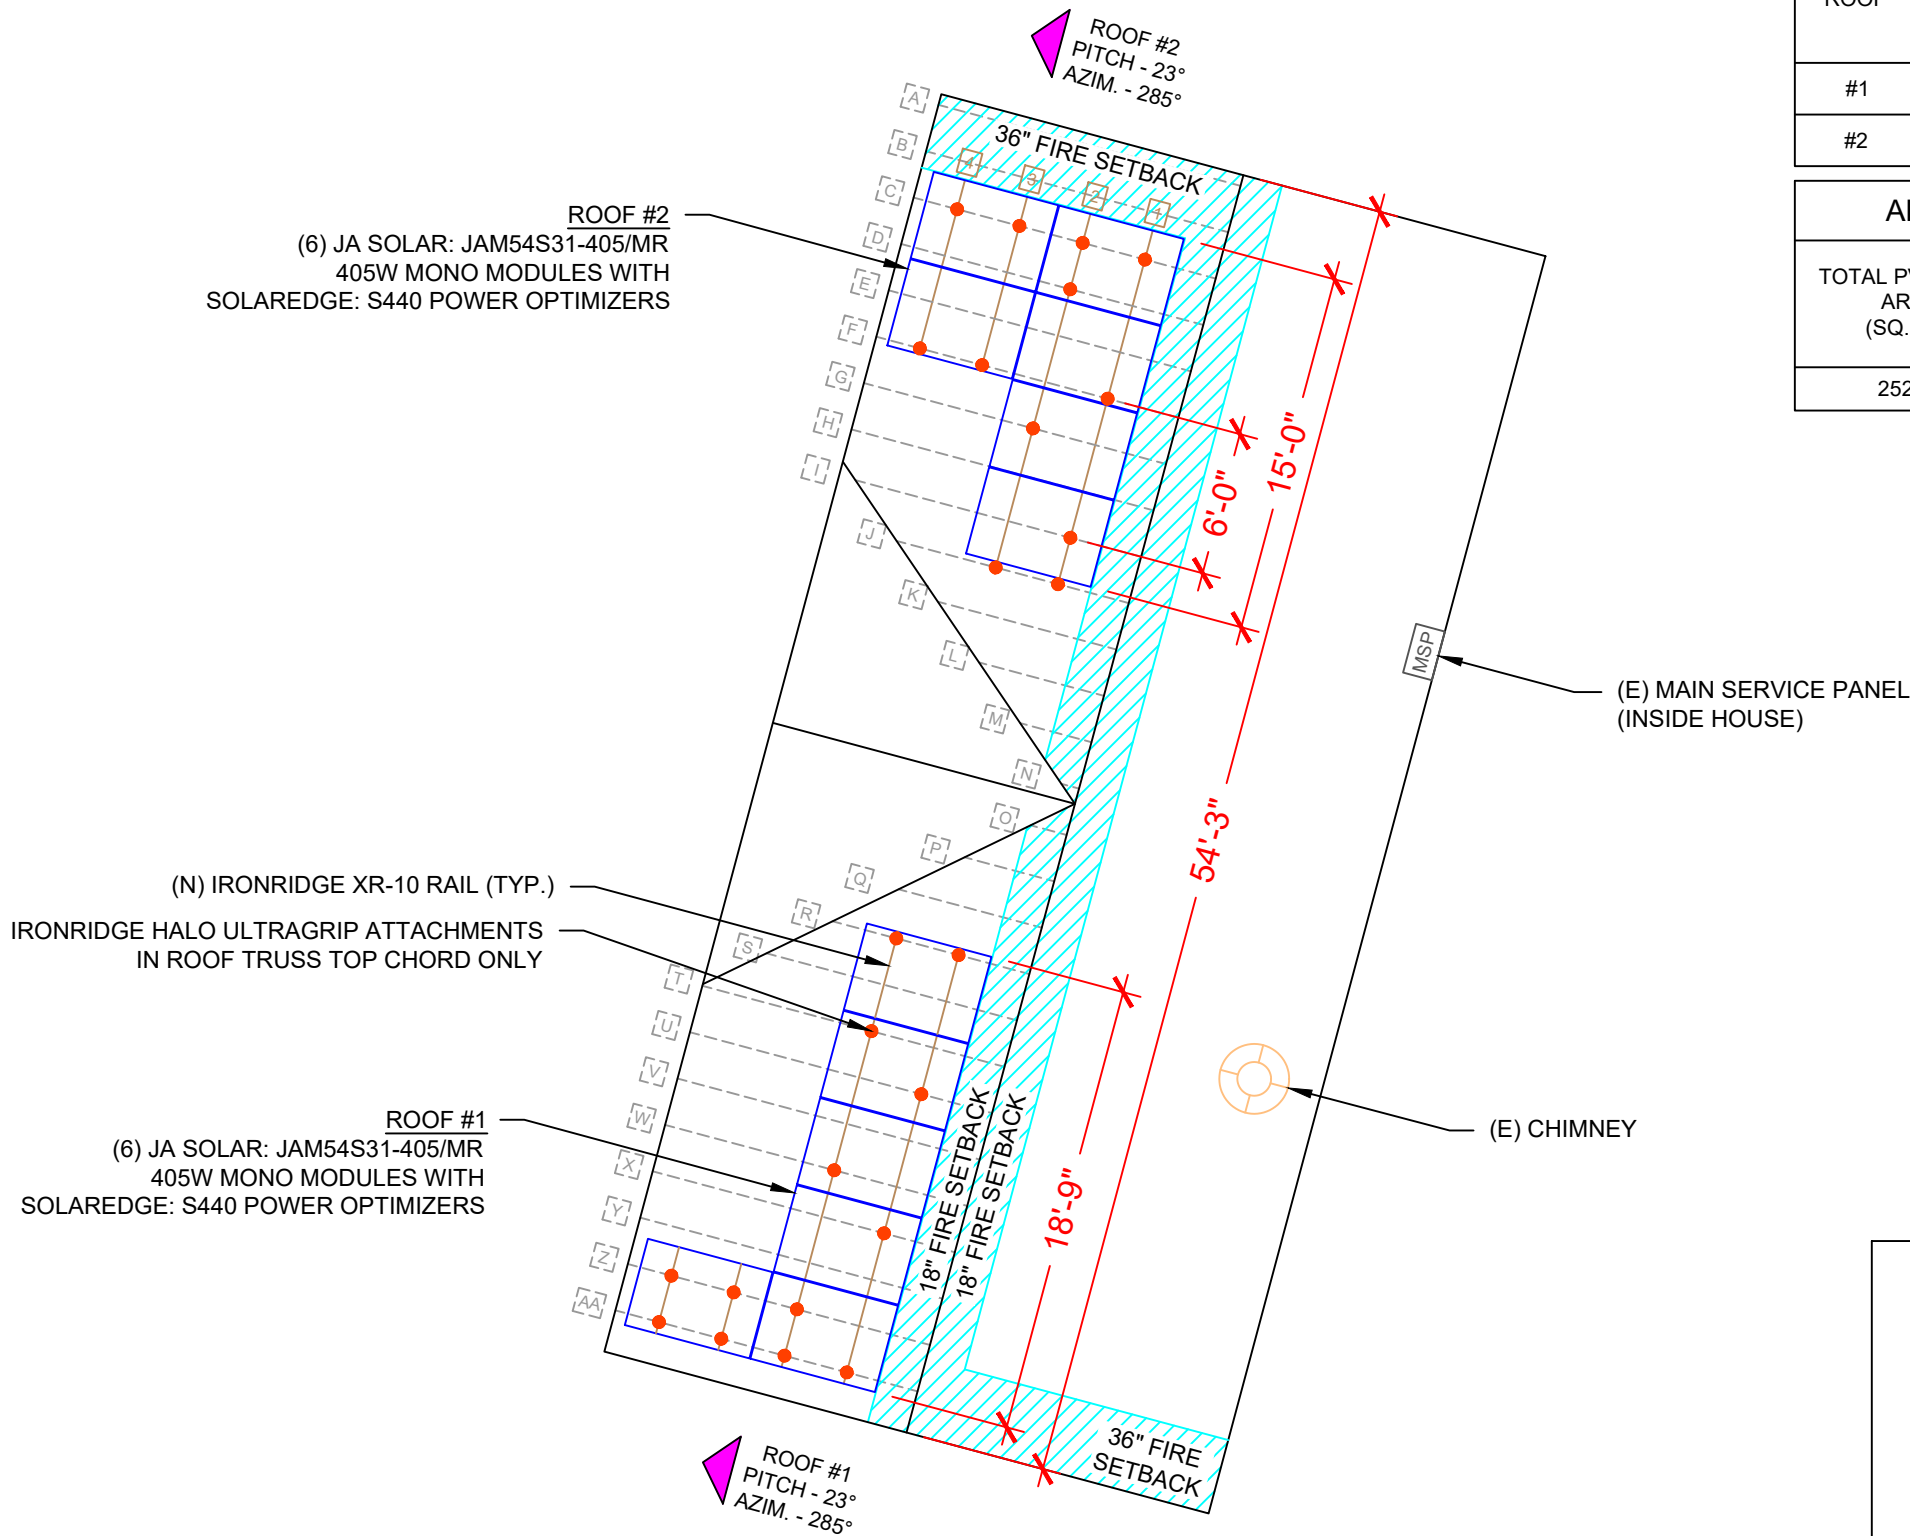 ROOF #2
PITCH - 23°
AZIM. - 285°
ROOF
#1
#2
TOTAL PV
(SQ.
252
36" FIRE SETBACK
4
3
2
1
A
B
C
D
E
F
G
H
I
J
K
L
M
N
O
P
Q
R
S
T
U
V
W
X
Y
Z
AA
ROOF #2
(6) JA SOLAR: JAM54S31-405/MR
405W MONO MODULES WITH
SOLAREDGE: S440 POWER OPTIMIZERS
15'-0"
6'-0"
54'-3"
18'-9"
MSP
(E) MAIN SERVICE PANEL
(INSIDE HOUSE)
(N) IRONRIDGE XR-10 RAIL (TYP.)
IRONRIDGE HALO ULTRAGRIP ATTACHMENTS
IN ROOF TRUSS TOP CHORD ONLY
ROOF #1
(6) JA SOLAR: JAM54S31-405/MR
405W MONO MODULES WITH
SOLAREDGE: S440 POWER OPTIMIZERS
18" FIRE SETBACK
18" FIRE SETBACK
(E) CHIMNEY
36" FIRE
SETBACK
ROOF #1
PITCH - 23°
AZIM. - 285°